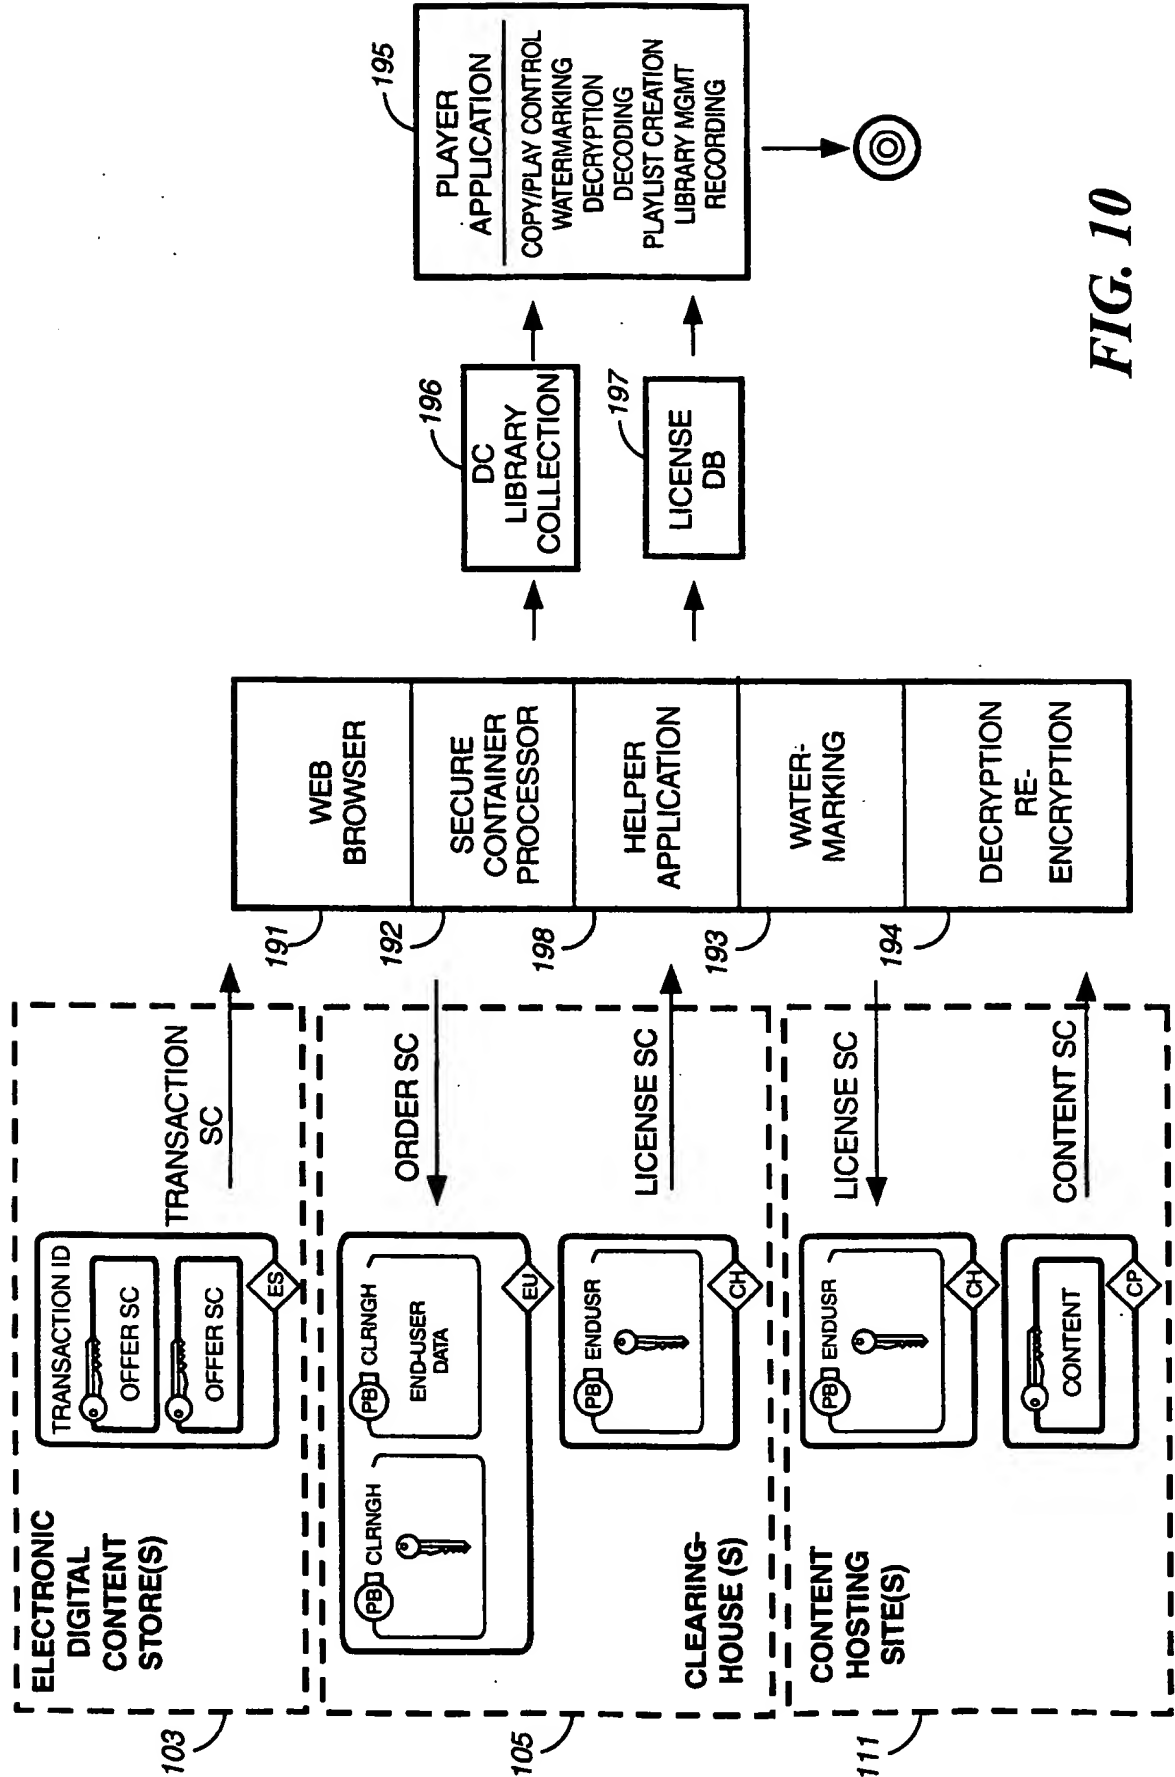 ELECTRONIC
DIGITAL
CONTENT
STORE(S)
103
TRANSACTION ID
OFFER SC
OFFER SC
ES
TRANSACTION
SC
CLEARING-
HOUSE (S)
105
PB CLRNGH
PB CLRNGH
END-USER
DATA
EU
ORDER SC
PB ENDUSR
CH
LICENSE SC
CONTENT
HOSTING
SITE(S)
111
PB ENDUSR
CH
LICENSE SC
CONTENT
CP
CONTENT SC
191
WEB
BROWSER
192
SECURE
CONTAINER
PROCESSOR
198
HELPER
APPLICATION
193
WATER-
MARKING
194
DECRYPTION
RE-
ENCRYPTION
196
DC
LIBRARY
COLLECTION
197
LICENSE
DB
195
PLAYER
APPLICATION
COPY/PLAY CONTROL
WATERMARKING
DECRYPTION
DECODING
PLAYLIST CREATION
LIBRARY MGMT
RECORDING
FIG. 10